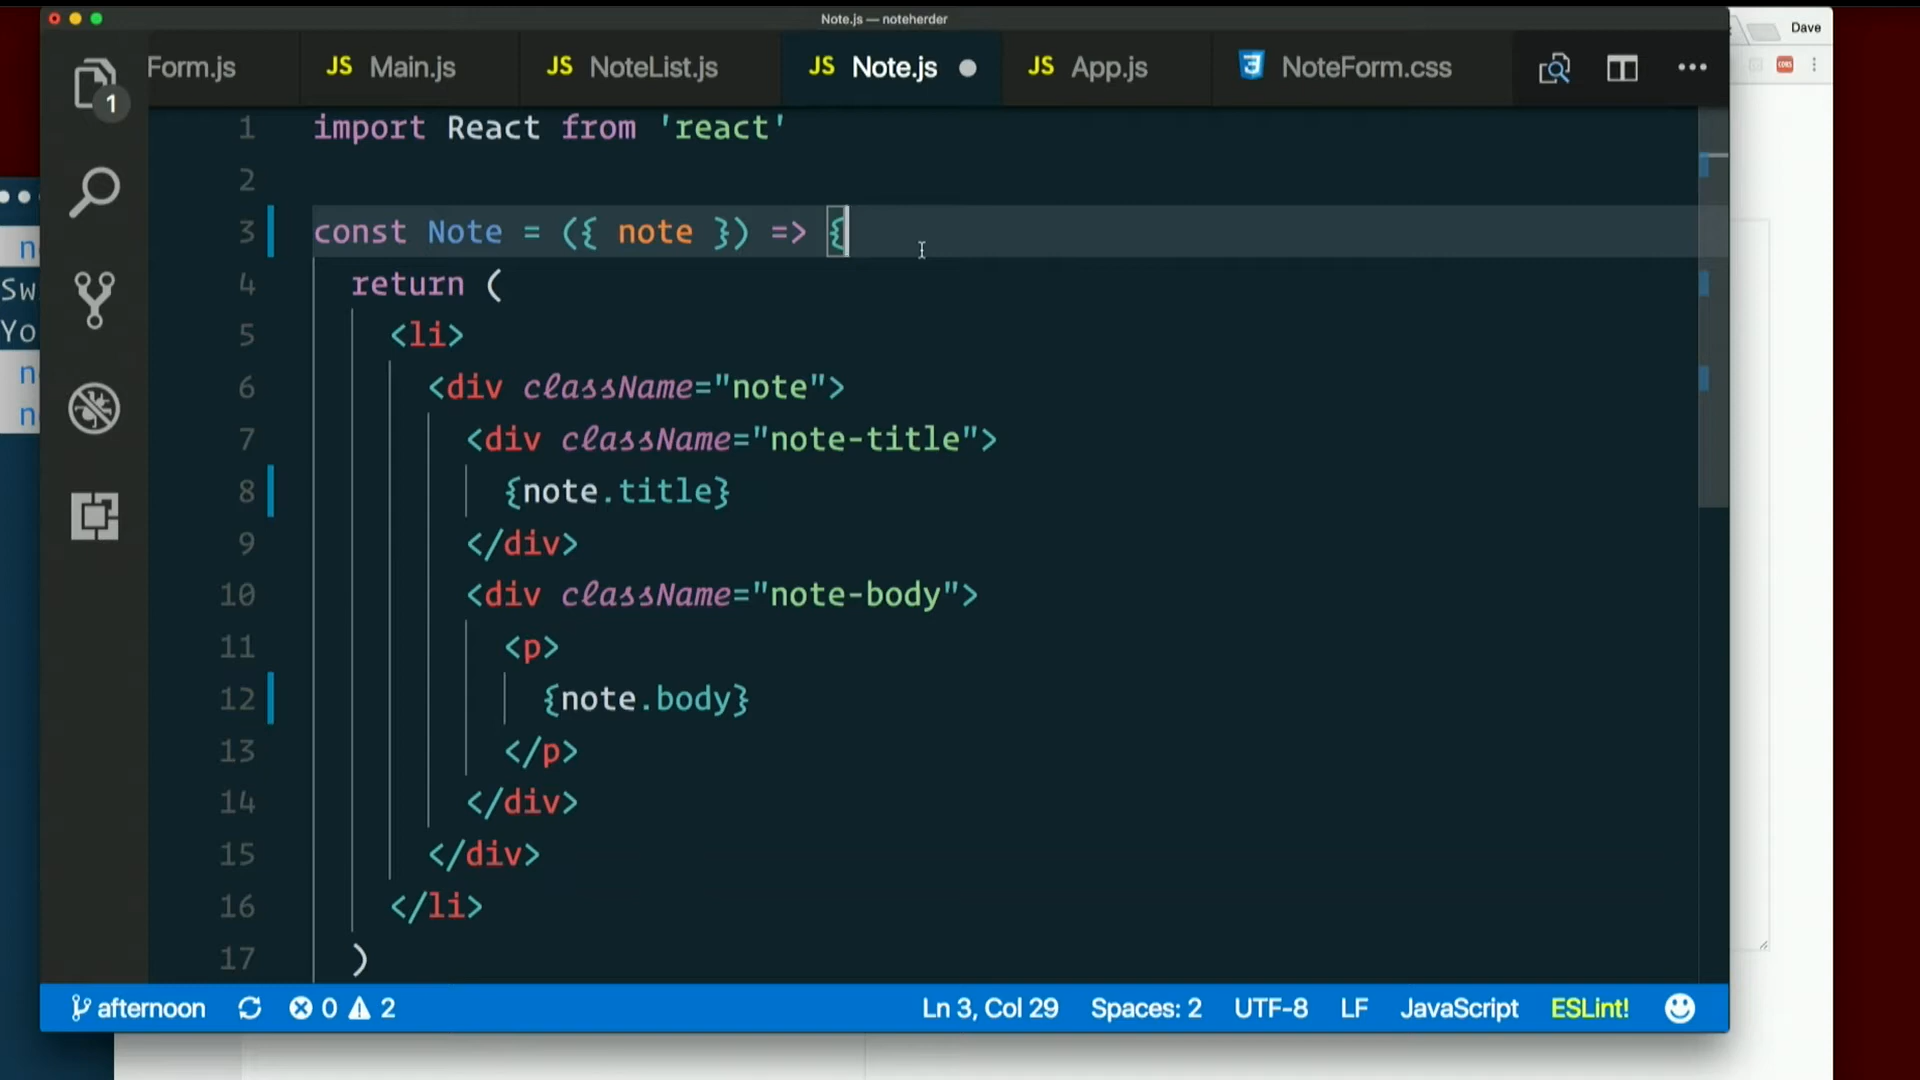 Note.js — noteherder
Dave
Form.js
JS Main.js
JS NoteList.js
JS Note.js
JS App.js
NoteForm.css
1
1 import React from 'react'
2
3 const Note = ({ note }) => {
4 return (
5 <li>
6 <div className="note">
7 <div className="note-title">
8 {note.title}
9 </div>
10 <div className="note-body">
11 <p>
12 {note.body}
13 </p>
14 </div>
15 </div>
16 </li>
17 )
Sw
Yo
afternoon 0 2 Ln 3, Col 29 Spaces: 2 UTF-8 LF JavaScript ESLint!